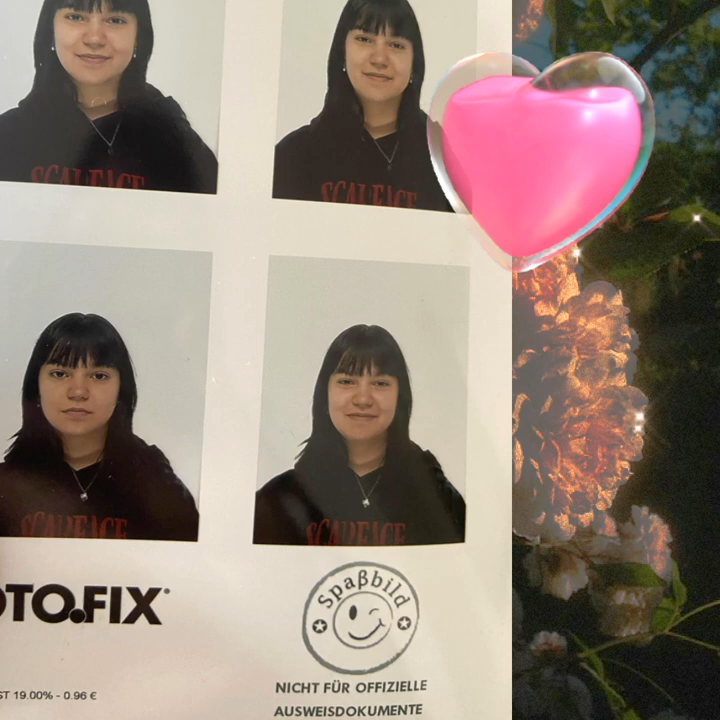 SCARFACE
SCARFACE
SCARFACE
SCARFACE
OTO.FIX
Spaßbild
ST 19.00% - 0.96 €
NICHT FÜR OFFIZIELLE
AUSWEISDOKUMENTE